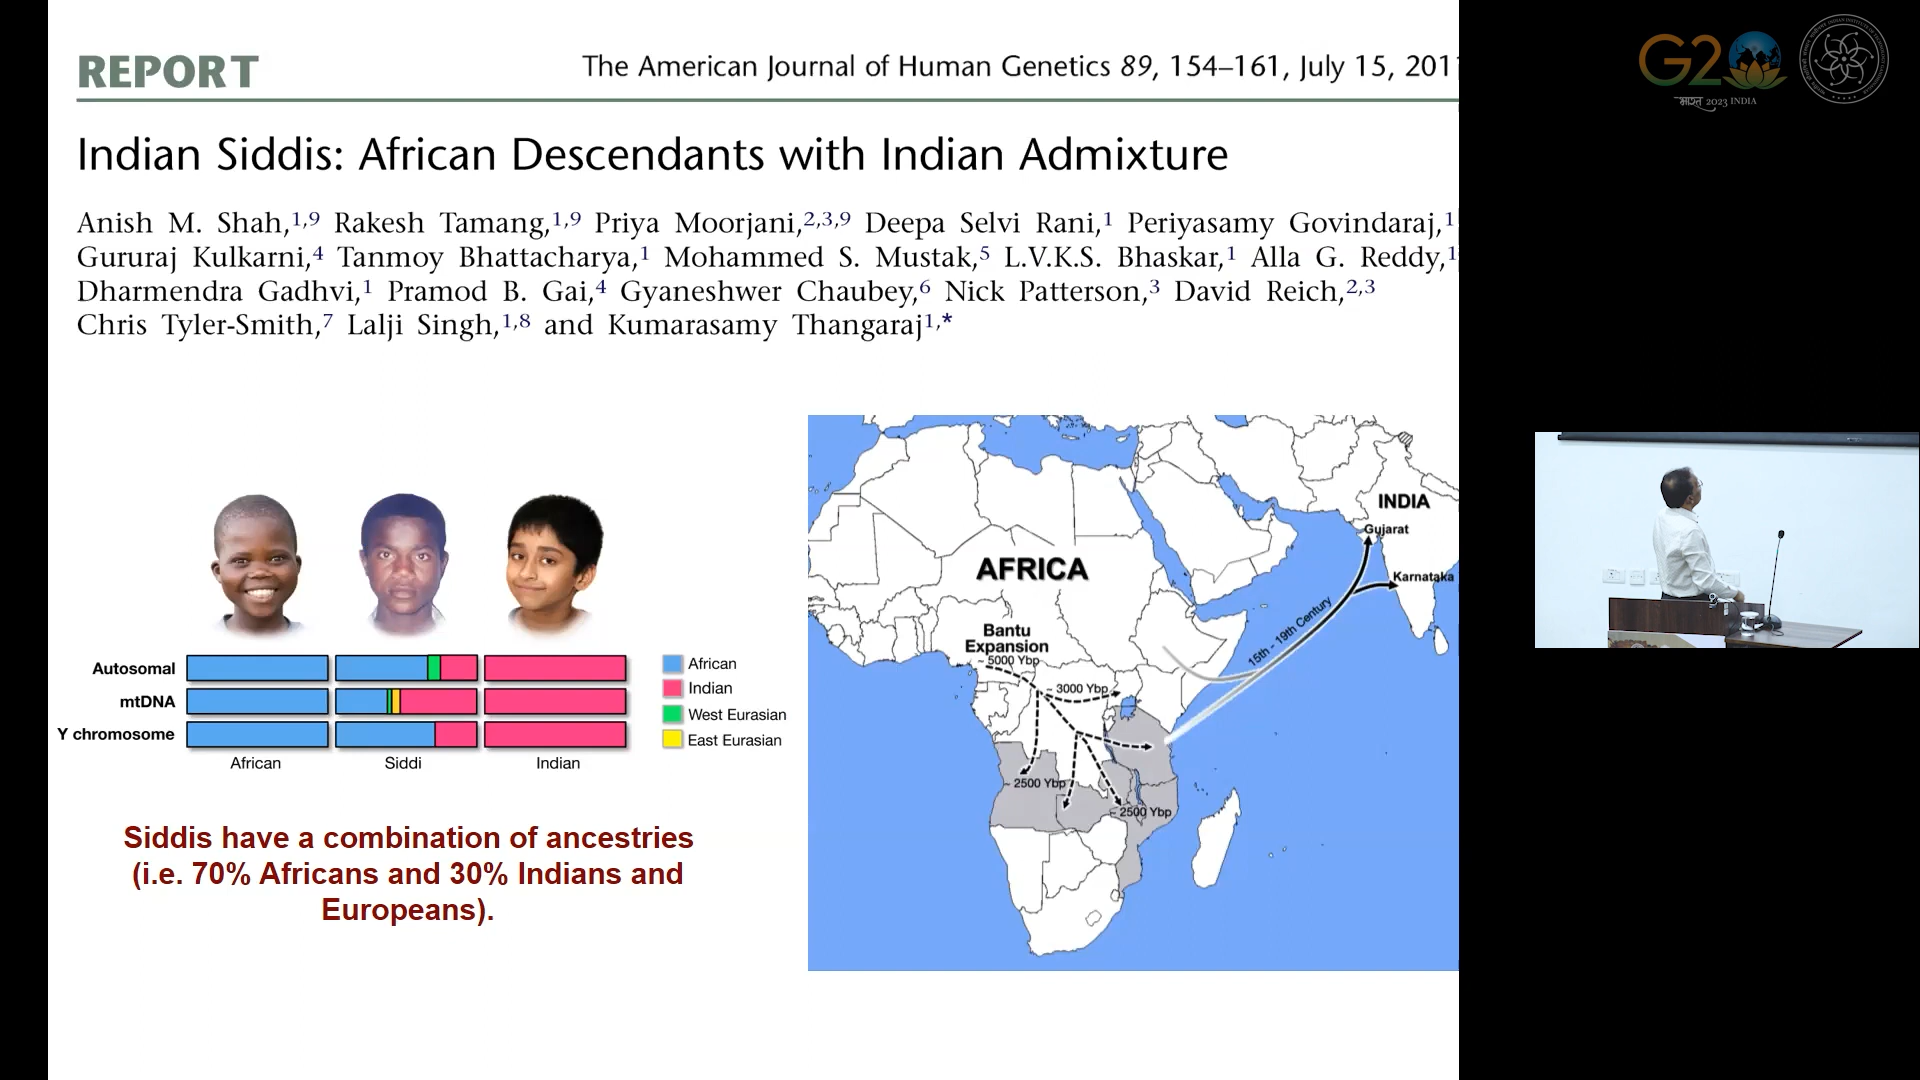 REPORT
The American Journal of Human Genetics 89, 154–161, July 15, 201
Indian Siddis: African Descendants with Indian Admixture
Anish M. Shah,1,9 Rakesh Tamang,1,9 Priya Moorjani,2,3,9 Deepa Selvi Rani,1 Periyasamy Govindaraj,1
Gururaj Kulkarni,4 Tanmoy Bhattacharya,1 Mohammed S. Mustak,5 L.V.K.S. Bhaskar,1 Alla G. Reddy,1
Dharmendra Gadhvi,1 Pramod B. Gai,4 Gyaneshwer Chaubey,6 Nick Patterson,3 David Reich,2,3
Chris Tyler-Smith,7 Lalji Singh,1,8 and Kumarasamy Thangaraj1,*
Autosomal
mtDNA
Y chromosome
African
Siddi
Indian
African
Indian
West Eurasian
East Eurasian
Siddis have a combination of ancestries
(i.e. 70% Africans and 30% Indians and
Europeans).
INDIA
Gujarat
Karnataka
AFRICA
15th - 19th Century
Bantu
Expansion
~ 5000 Ybp
~ 3000 Ybp
~ 2500 Ybp
~ 2500 Ybp
G20
भारत 2023 INDIA